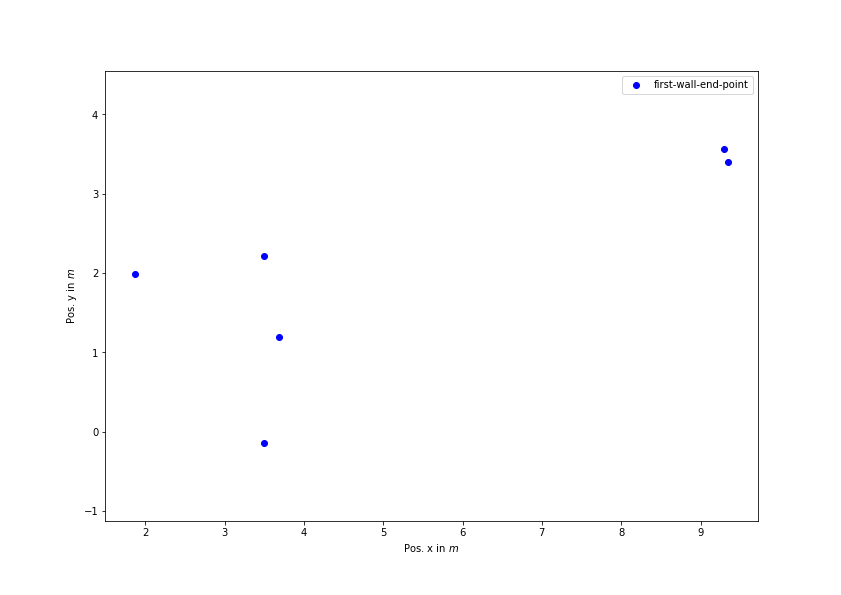 first-wall-end-point
4
3
2
1
0
−1
Pos. y in m
2 3 4 5 6 7 8 9
Pos. x in m